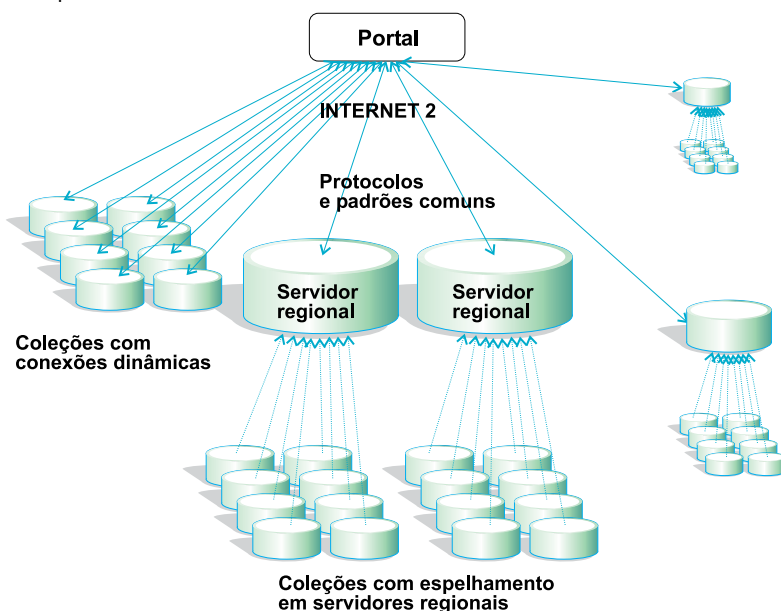 Portal
INTERNET 2
Protocolos
e padrões comuns
Servidor
regional
Servidor
regional
Coleções com
conexões dinâmicas
Coleções com espelhamento
em servidores regionais